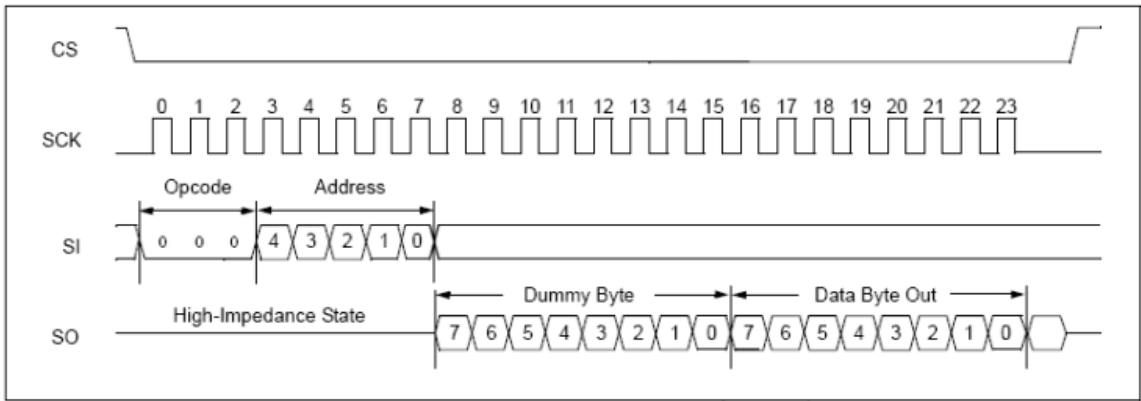 CS
0 1 2 3 4 5 6 7 8 9 10 11 12 13 14 15 16 17 18 19 20 21 22 23
SCK
Opcode Address
SI 0 0 0 4 3 2 1 0
Dummy Byte Data Byte Out
High-Impedance State
SO 7 6 5 4 3 2 1 0 7 6 5 4 3 2 1 0